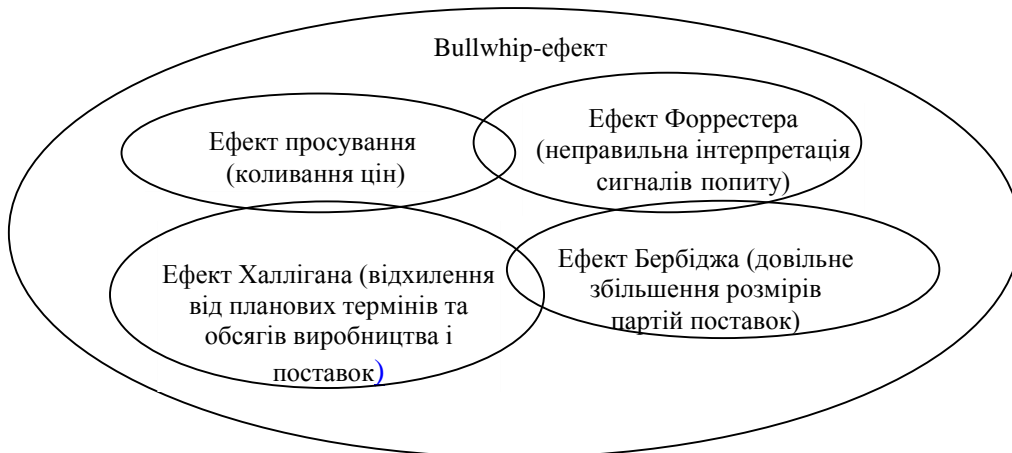 Bullwhip-ефект
Ефект просування
(коливання цін)
Ефект Форрестера
(неправильна інтерпретація
сигналів попиту)
Ефект Халлігана (відхилення
від планових термінів та
обсягів виробництва і
поставок)
Ефект Бербіджа (довільне
збільшення розмірів
партій поставок)